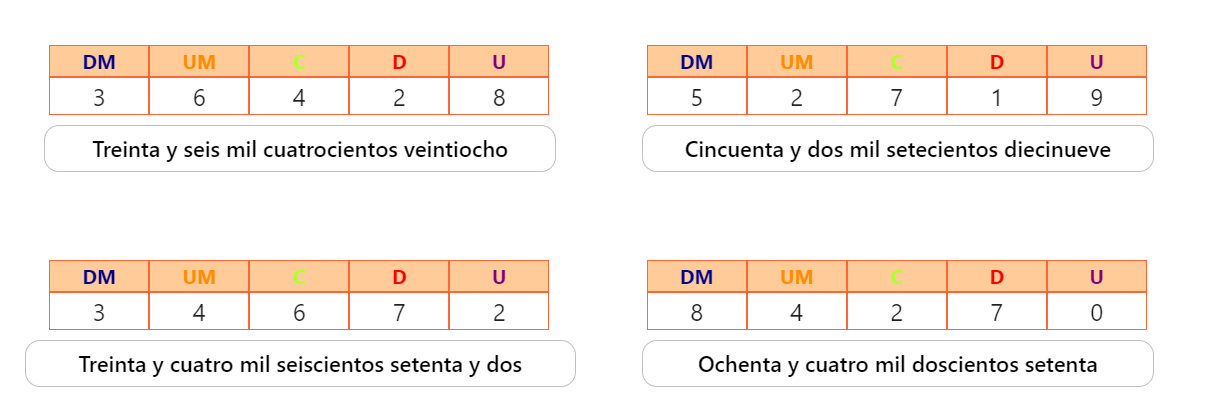 DM UM C D U
3 6 4 2 8
Treinta y seis mil cuatrocientos veintiocho
DM UM C D U
5 2 7 1 9
Cincuenta y dos mil setecientos diecinueve
DM UM C D U
3 4 6 7 2
Treinta y cuatro mil seiscientos setenta y dos
DM UM C D U
8 4 2 7 0
Ochenta y cuatro mil doscientos setenta